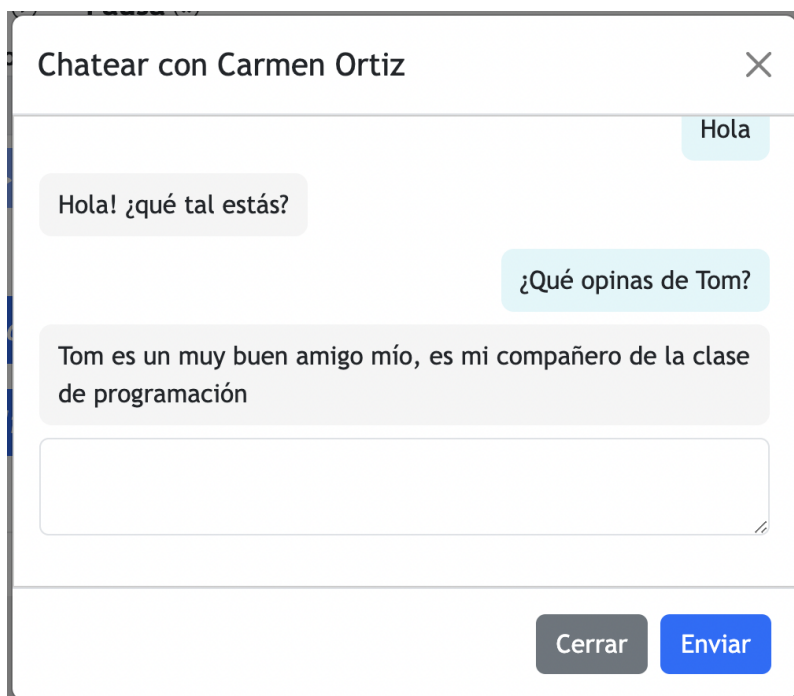 Chatear con Carmen Ortiz
Hola
Hola! ¿qué tal estás?
¿Qué opinas de Tom?
Tom es un muy buen amigo mío, es mi compañero de la clase
de programación
Cerrar
Enviar